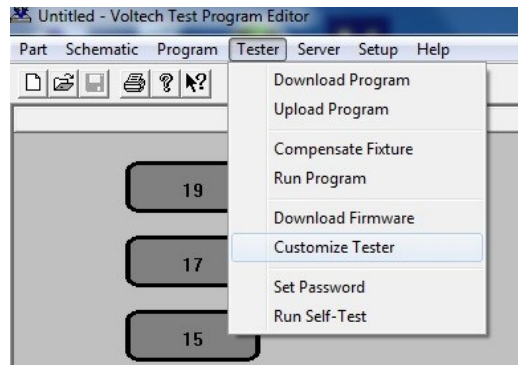 Untitled - Voltech Test Program Editor
Part Schematic Program Tester Server Setup Help
Download Program
Upload Program
Compensate Fixture
Run Program
Download Firmware
Customize Tester
Set Password
Run Self-Test
19
17
15